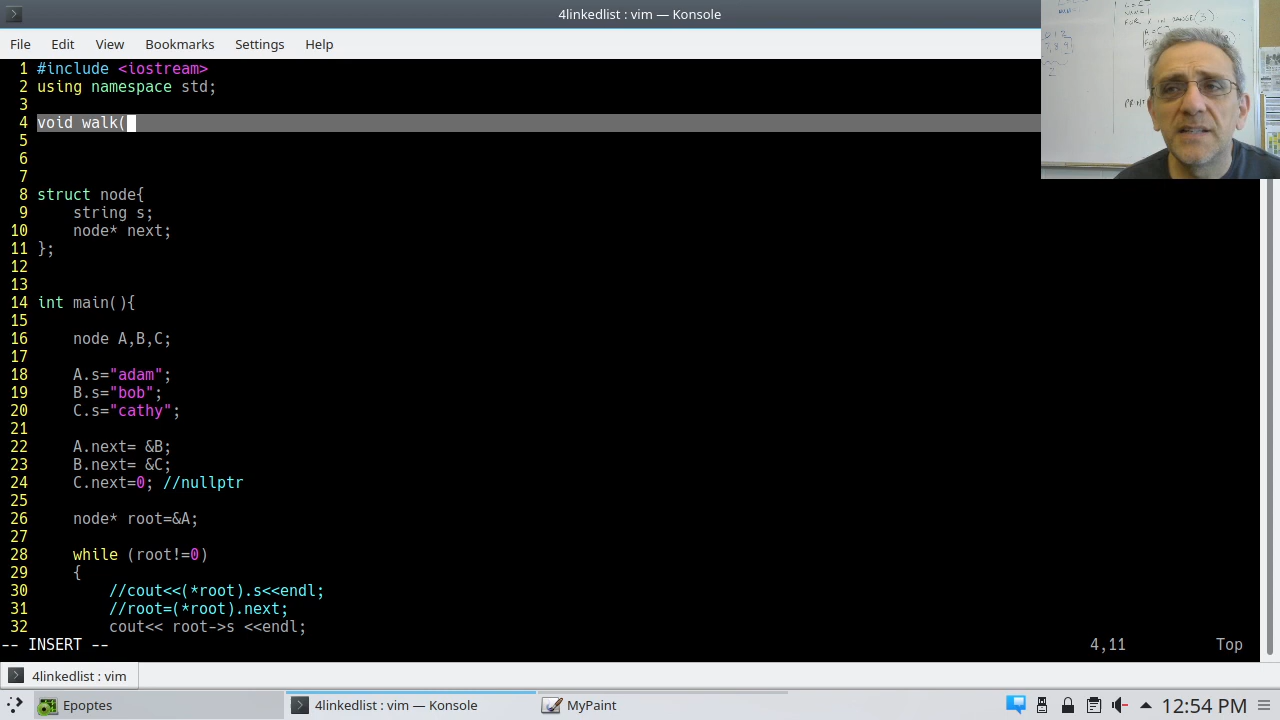 4linkedlist : vim — Konsole
File Edit View Bookmarks Settings Help
1 #include <iostream>
2 using namespace std;
3
4 void walk(
5
6
7
8 struct node{
9 string s;
10 node* next;
11 };
12
13
14 int main(){
15
16 node A,B,C;
17
18 A.s="adam";
19 B.s="bob";
20 C.s="cathy";
21
22 A.next= &B;
23 B.next= &C;
24 C.next=0; //nullptr
25
26 node* root=&A;
27
28 while (root!=0)
29 {
30 //cout<<(*root).s<<endl;
31 //root=(*root).next;
32 cout<< root->s <<endl;
-- INSERT -- 4,11 Top
4linkedlist : vim
Epoptes 4linkedlist : vim — Konsole MyPaint 12:54 PM
FOR X IN RANGE(3)